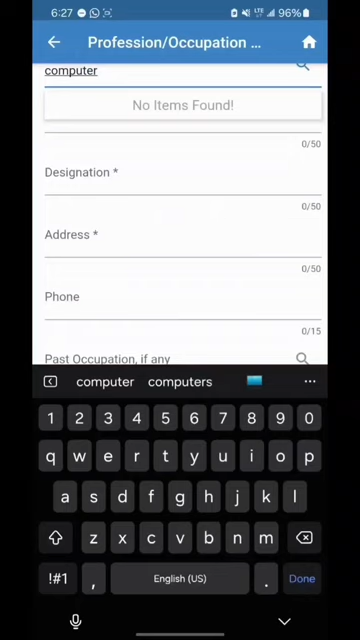 6:27
LTE
96%
Profession/Occupation ...
computer
No Items Found!
0/50
Designation *
0/50
Address *
0/50
Phone
0/15
Past Occupation, if any
computer computers
1 2 3 4 5 6 7 8 9 0
q w e r t y u i o p
a s d f g h j k l
z x c v b n m
!#1 , English (US) . Done